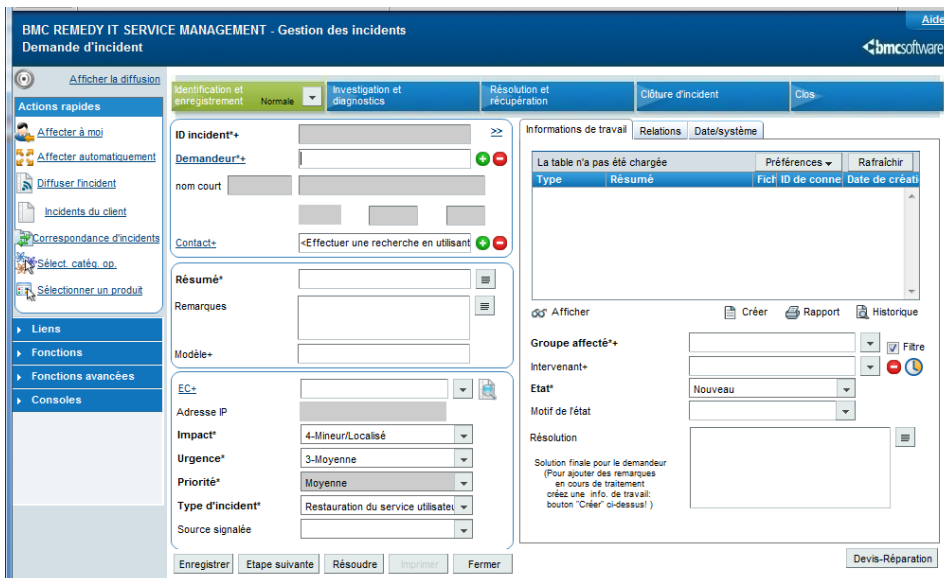 Aide
BMC REMEDY IT SERVICE MANAGEMENT - Gestion des incidents
Demande d'incident
bmcsoftware
Afficher la diffusion
Actions rapides
Affecter à moi
Affecter automatiquement
Diffuser l'incident
Incidents du client
Correspondance d'incidents
Sélect. catég. op.
Sélectionner un produit
Liens
Fonctions
Fonctions avancées
Consoles
Identification et
enregistrement Normale
Investigation et
diagnostics
Résolution et
récupération
Clôture d'incident
Clos
ID incident*+ >>
Demandeur*+
nom court
Contact+ <Effectuer une recherche en utilisant
Résumé*
Remarques
Modèle+
EC+
Adresse IP
Impact* 4-Mineur/Localisé
Urgence* 3-Moyenne
Priorité* Moyenne
Type d'incident* Restauration du service utilisateu
Source signalée
Enregistrer Etape suivante Résoudre Imprimer Fermer
Informations de travail Relations Date/système
La table n'a pas été chargée Préférences Rafraîchir
Type Résumé Fich ID de conne Date de créati
Afficher Créer Rapport Historique
Groupe affecté*+ Filtre
Intervenant+
Etat* Nouveau
Motif de l'état
Résolution
Solution finale pour le demandeur
(Pour ajouter des remarques
en cours de traitement
créez une info. de travail:
bouton "Créer" ci-dessus! )
Devis-Réparation